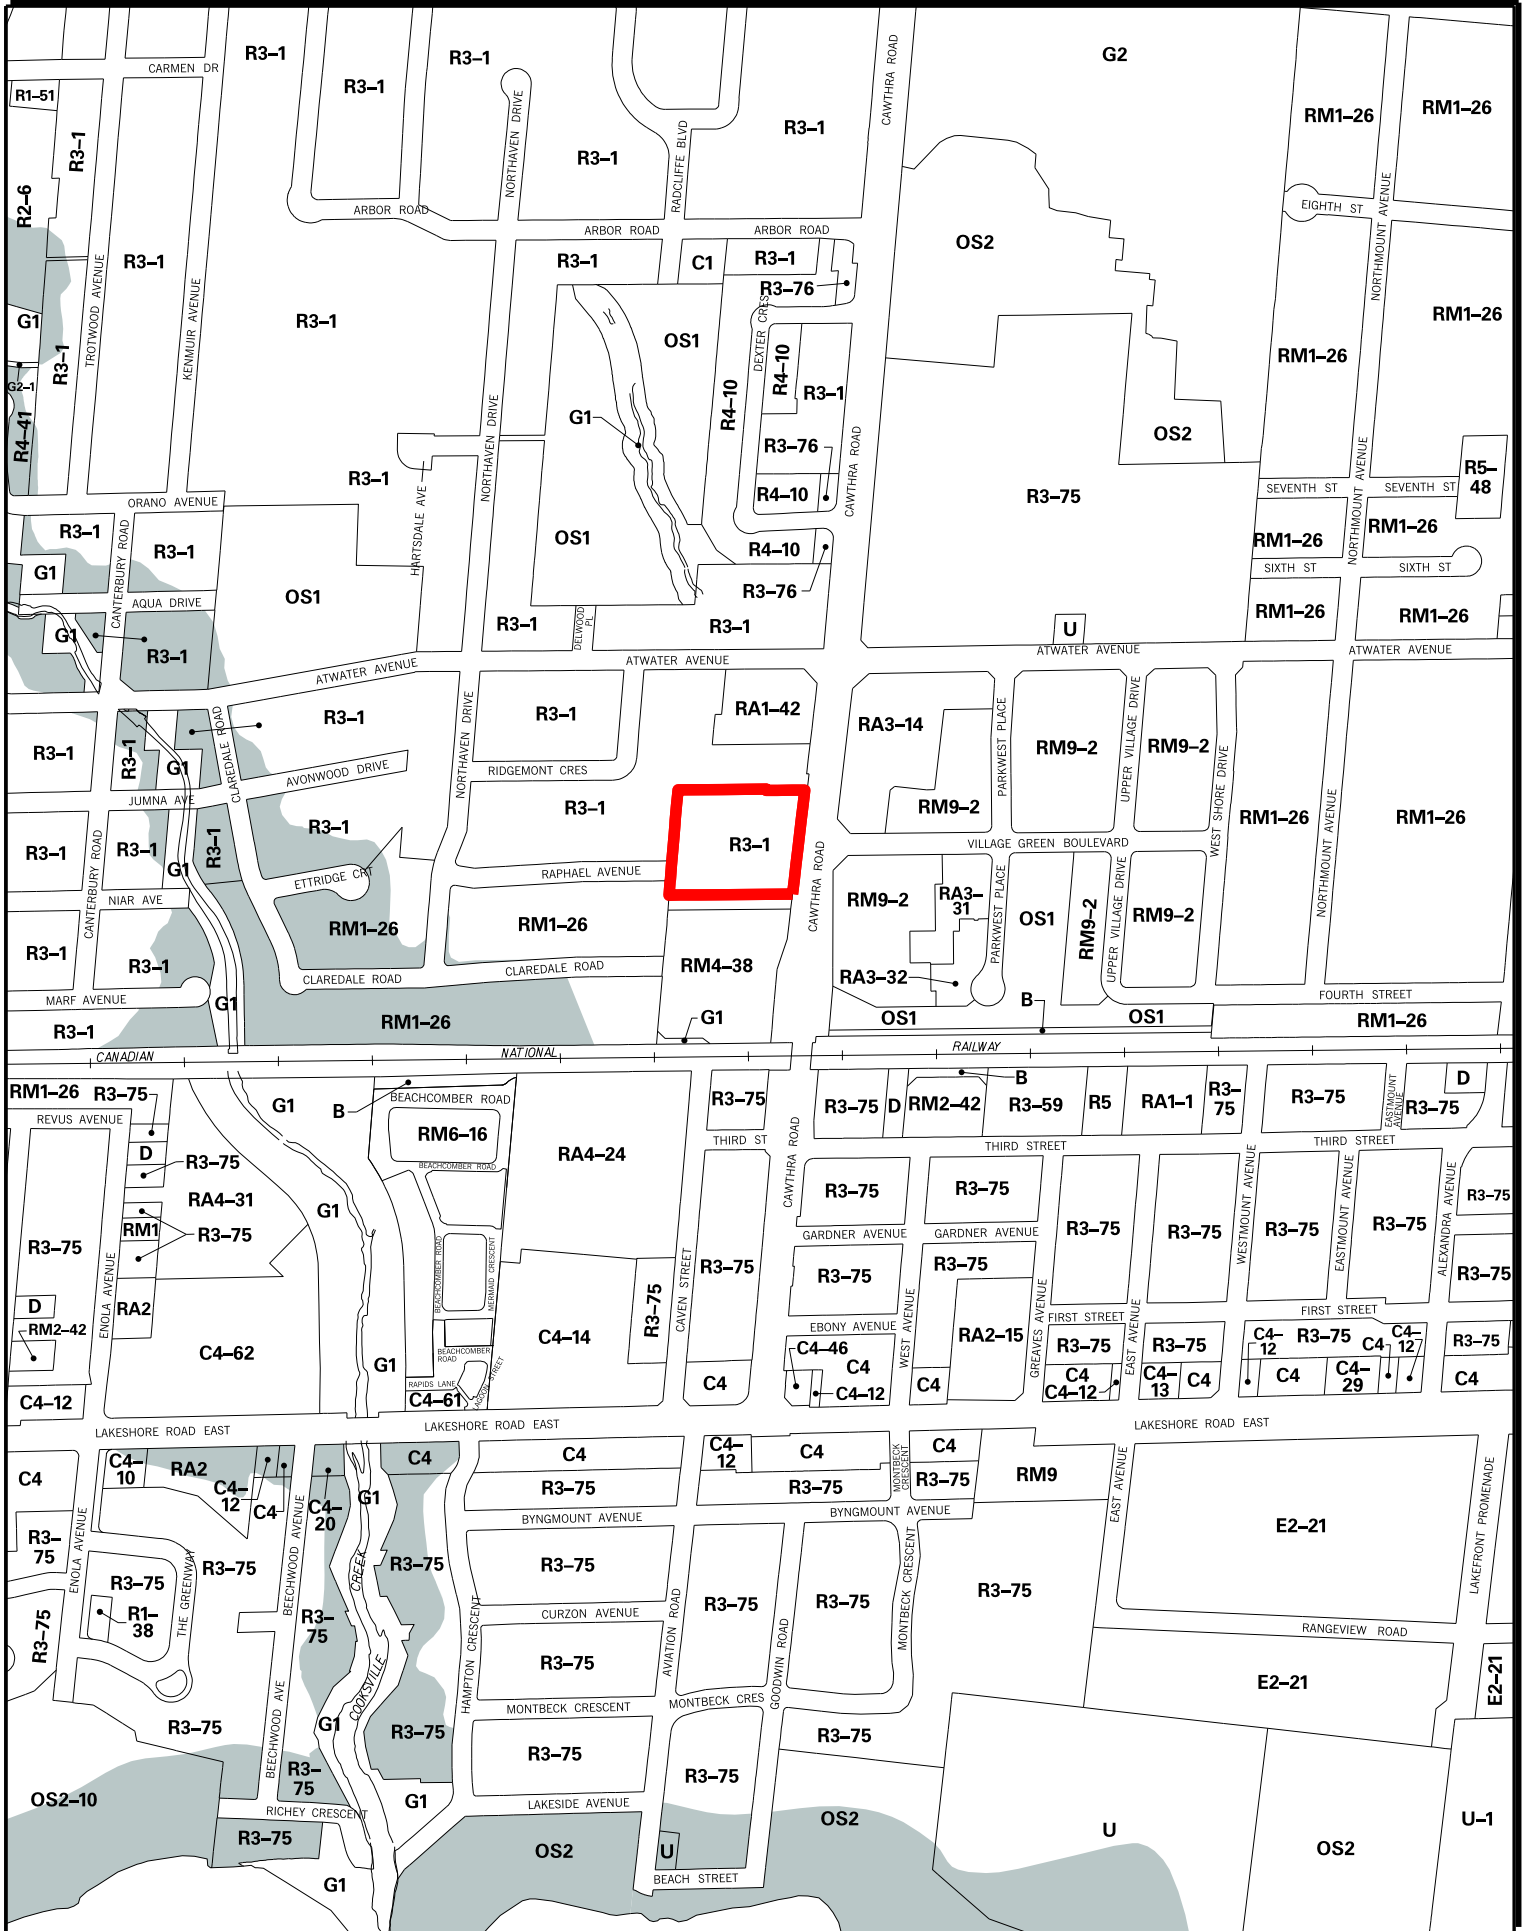 R3–1
R3–1
R3–1
CAWTHRA ROAD
G2
CARMEN DR
R1–51
R3–1
RM1–26
RM1–26
R3–1
NORTHAVEN DRIVE
R3–1
RADCLIFFE BLVD
R2–6
ARBOR ROAD
ARBOR ROAD
ARBOR ROAD
EIGHTH ST
NORTHMOUNT AVENUE
R3–1
TROTWOOD AVENUE
KENMUIR AVENUE
R3–1
C1
R3–1
R3–76
OS2
G1
R3–1
OS1
DEXTER CRES
RM1–26
RM1–26
R3–1
G2–1
R4–41
R4–10
R4–10
R3–1
G1
NORTHAVEN DRIVE
R3–76
CAWTHRA ROAD
OS2
NORTHMOUNT AVENUE
R3–1
R4–10
R3–75
R5–
48
SEVENTH ST
SEVENTH ST
ORANO AVENUE
R3–1
CANTERBURY ROAD
R3–1
HARTSDALE AVE
OS1
R4–10
RM1–26
RM1–26
G1
SIXTH ST
SIXTH ST
AQUA DRIVE
OS1
R3–76
R3–1
DELWOOD
PL
R3–1
U
RM1–26
RM1–26
G1
R3–1
ATWATER AVENUE
ATWATER AVENUE
ATWATER AVENUE
ATWATER AVENUE
R3–1
R3–1
RA1–42
RA3–14
PARKWEST PLACE
RM9–2
UPPER VILLAGE DRIVE
RM9–2
WEST SHORE DRIVE
R3–1
R3–1
G1
CLAREDALE ROAD
AVONWOOD DRIVE
NORTHAVEN DRIVE
RIDGEMONT CRES
JUMNA AVE
R3–1
RM9–2
R3–1
R3–1
RM1–26
NORTHMOUNT AVENUE
RM1–26
R3–1
CANTERBURY ROAD
R3–1
R3–1
G1
ETTRIDGE CRT
RAPHAEL AVENUE
CAWTHRA ROAD
VILLAGE GREEN BOULEVARD
NIAR AVE
RM1–26
RM1–26
RM9–2
RA3–
31
PARKWEST PLACE
OS1
RM9–2
UPPER VILLAGE DRIVE
RM9–2
R3–1
R3–1
CLAREDALE ROAD
CLAREDALE ROAD
RM4–38
RA3–32
MARF AVENUE
G1
FOURTH STREET
R3–1
RM1–26
G1
OS1
B
OS1
RM1–26
CANADIAN
NATIONAL
RAILWAY
RM1–26
R3–75
G1
B
BEACHCOMBER ROAD
R3–75
B
R3–75
D
RM2–42
R3–59
R5
RA1–1
R3–
75
R3–75
EASTMOUNT
AVENUE
D
R3–75
REVUS AVENUE
RM6–16
D
R3–75
BEACHCOMBER ROAD
RA4–24
THIRD ST
CAWTHRA ROAD
THIRD STREET
THIRD STREET
RA4–31
G1
RM1
R3–75
R3–75
R3–75
R3–75
R3–75
WESTMOUNT AVENUE
R3–75
EASTMOUNT AVENUE
R3–75
ALEXANDRA AVENUE
R3–75
R3–75
ENOLA AVENUE
BEACHCOMBER ROAD
MERMAID CRESCENT
CAVEN STREET
R3–75
GARDNER AVENUE
GARDNER AVENUE
R3–75
R3–75
R3–75
D
RA2
R3–75
RM2–42
C4–62
C4–14
EBONY AVENUE
WEST AVENUE
RA2–15
GREAVES AVENUE
FIRST STREET
EAST AVENUE
FIRST STREET
R3–75
R3–75
C4–
12
R3–75
C4
C4–
12
R3–75
G1
BEACHCOMBER
ROAD
C4–46
C4
C4–12
C4
C4
C4–12
C4–
13
C4
C4
C4–
29
C4
C4–12
RAPIDS LANE
C4–61
LAGOON STREET
C4
LAKESHORE ROAD EAST
LAKESHORE ROAD EAST
LAKESHORE ROAD EAST
C4
C4–
10
RA2
C4–
12
C4
C4–
20
G1
C4
C4
R3–75
C4–
12
C4
R3–75
MONTBECK
CRESCENT
C4
R3–75
RM9
EAST AVENUE
LAKEFRONT PROMENADE
R3–
75
ENOLA AVENUE
R3–75
R1–
38
THE GREENWAY
R3–75
BEECHWOOD AVENUE
CREEK
R3–75
BYNGMOUNT AVENUE
BYNGMOUNT AVENUE
E2–21
R3–75
R3–75
R3–75
MONTBECK CRESCENT
R3–75
R3–75
R3–
75
HAMPTON CRESCENT
CURZON AVENUE
AVIATION ROAD
GOODWIN ROAD
RANGEVIEW ROAD
R3–75
COOKSVILLE
E2–21
E2–21
R3–75
G1
R3–75
MONTBECK CRESCENT
MONTBECK CRES
R3–75
BEECHWOOD AVE
R3–
75
R3–75
R3–75
OS2–10
RICHEY CRESCENT
G1
LAKESIDE AVENUE
OS2
U
U–1
R3–75
OS2
U
OS2
G1
BEACH STREET